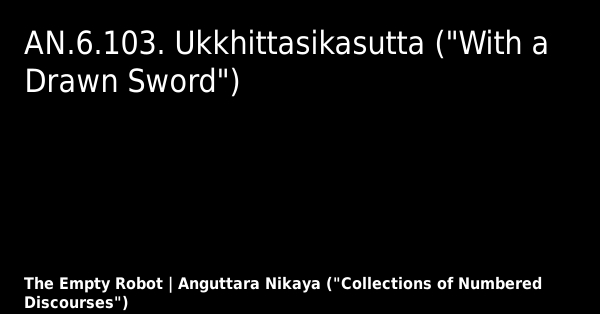 AN.6.103. Ukkhittasikasutta ("With a
Drawn Sword")
The Empty Robot | Anguttara Nikaya ("Collections of Numbered
Discourses")